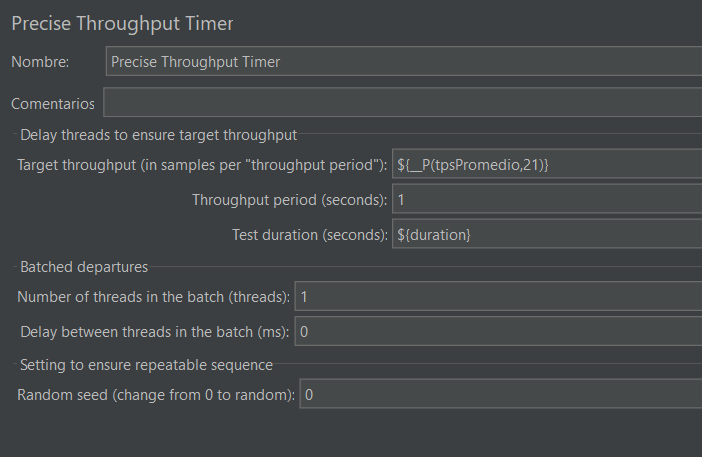 Precise Throughput Timer
Nombre: Precise Throughput Timer
Comentarios
Delay threads to ensure target throughput
Target throughput (in samples per "throughput period"): ${__P(tpsPromedio,21)}
Throughput period (seconds): 1
Test duration (seconds): ${duration}
Batched departures
Number of threads in the batch (threads): 1
Delay between threads in the batch (ms): 0
Setting to ensure repeatable sequence
Random seed (change from 0 to random): 0